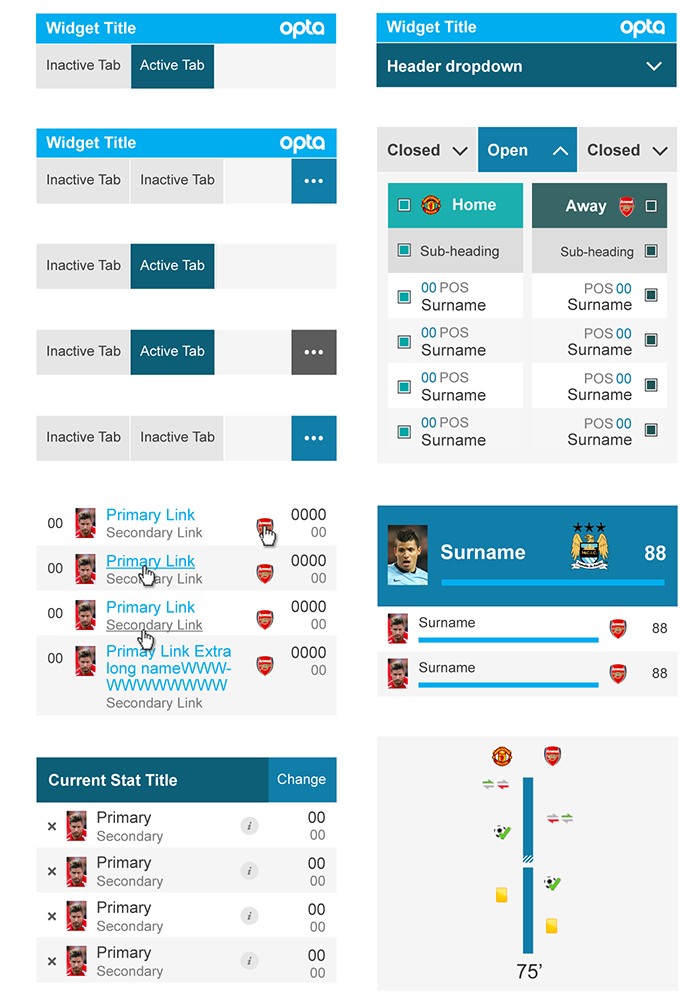 Widget Title
opta
Inactive Tab
Active Tab
Widget Title
opta
Inactive Tab
Inactive Tab
Inactive Tab
Active Tab
Inactive Tab
Active Tab
Inactive Tab
Inactive Tab
00
Primary Link
0000
Secondary Link
00
00
Primary Link
0000
Secondary Link
00
00
Primary Link
0000
Secondary Link
00
00
Primay Link Extra
0000
long nameWWW-
00
WWWWWWWW
Secondary Link
Current Stat Title
Change
Primary
00
Secondary
00
Primary
00
Secondary
00
Primary
00
Secondary
00
Primary
00
Secondary
00
Widget Title
opta
Header dropdown
Closed
Open
Closed
Home
Away
Sub-heading
Sub-heading
00 POS
POS 00
Surname
Surname
00 POS
POS 00
Surname
Surname
00 POS
POS 00
Surname
Surname
00 POS
POS 00
Surname
Surname
Surname
88
Surname
88
Surname
88
75’